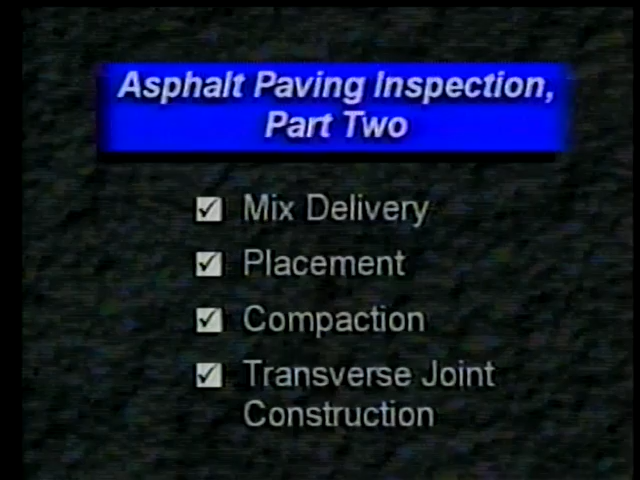 Asphalt Paving Inspection,
Part Two
Mix Delivery
Placement
Compaction
Transverse Joint
Construction